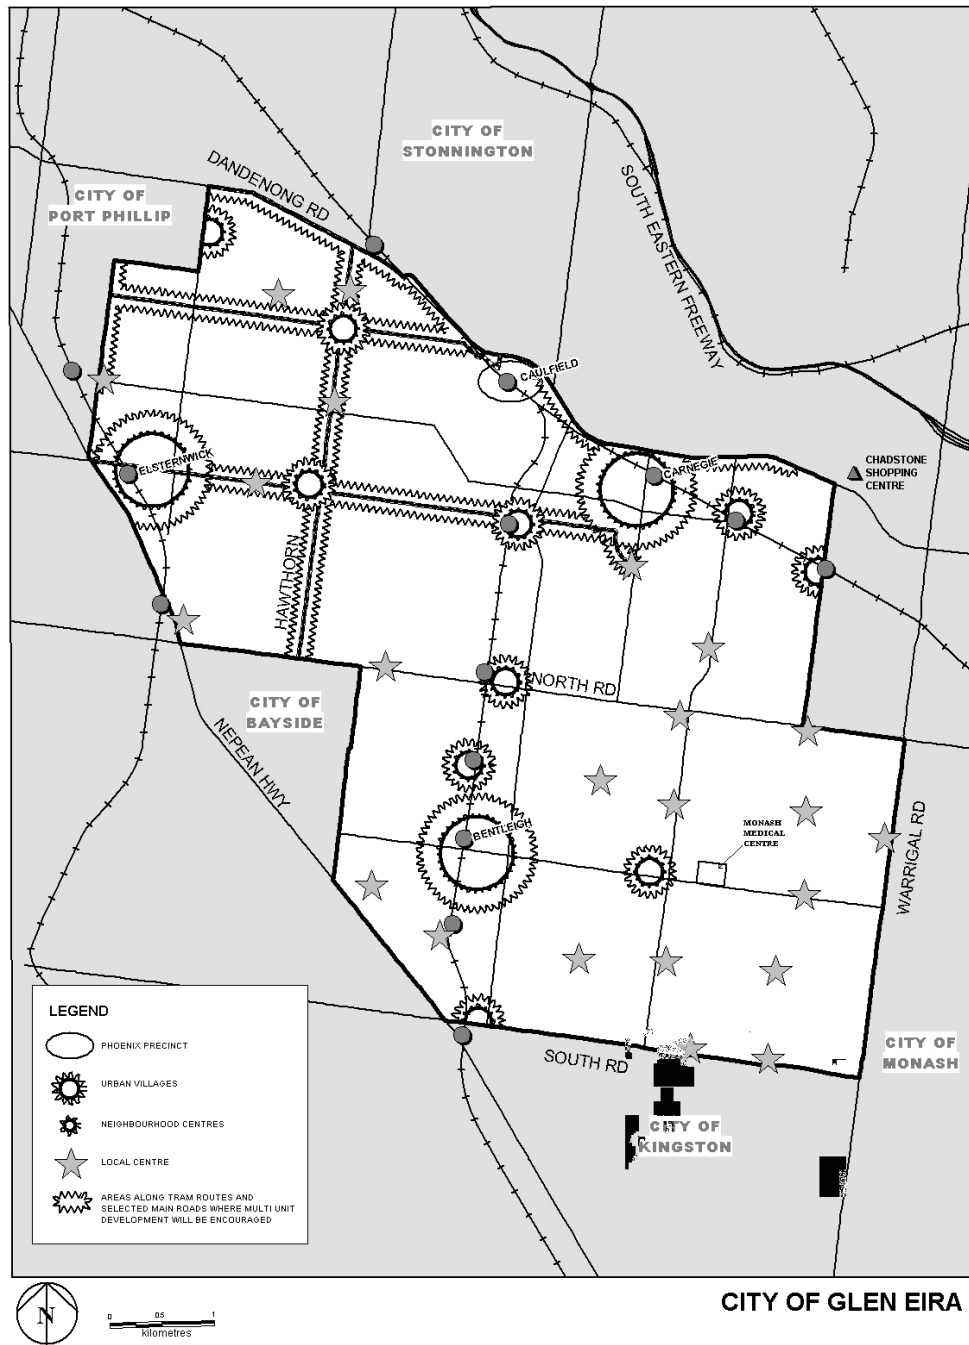 CITY OF
STONNINGTON
DANDENONG RD
CITY OF
PORT PHILLIP
SOUTH EASTERN FREEWAY
CAULFIELD
ELSTERNWICK
CARNEGIE
CHADSTONE
SHOPPING
CENTRE
HAWTHORN
NORTH RD
CITY OF
BAYSIDE
NEPEAN HWY
BENTLEIGH
MONASH
MEDICAL
CENTRE
WARRIGAL RD
LEGEND
PHOENIX PRECINCT
URBAN VILLAGES
NEIGHBOURHOOD CENTRES
LOCAL CENTRE
AREAS ALONG TRAM ROUTES AND
SELECTED MAIN ROADS WHERE MULTI UNIT
DEVELOPMENT WILL BE ENCOURAGED
SOUTH RD
CITY OF
MONASH
CITY OF
KINGSTON
N
0 0.5 1
kilometres
CITY OF GLEN EIRA